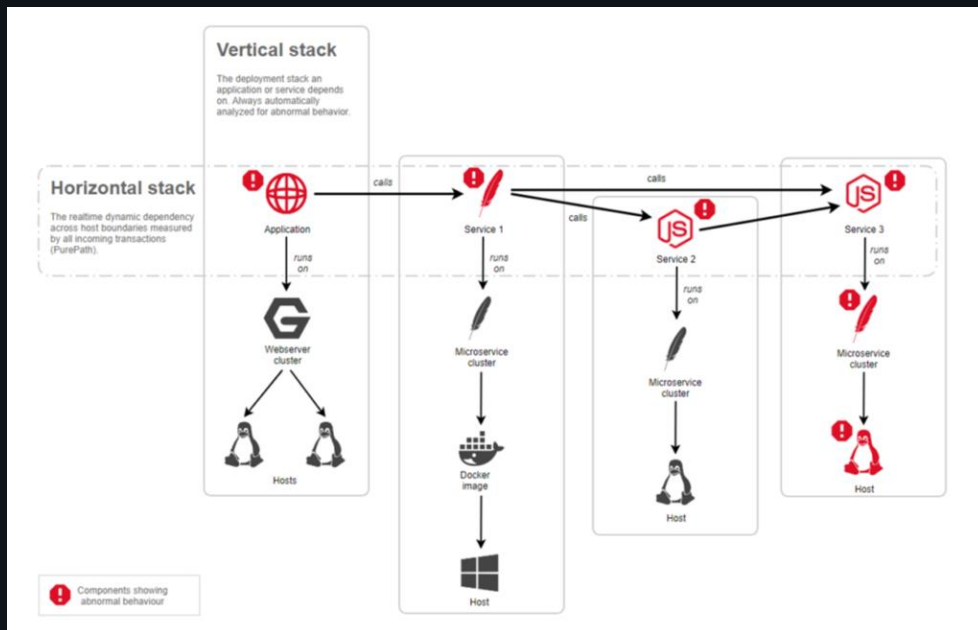 Vertical stack
The deployment stack an
application or service depends
on. Always automatically
analyzed for abnormal behavior.
Horizontal stack
The realtime dynamic dependency
across host boundaries measured
by all incoming transactions
(PurePath).
Application
calls
Service 1
calls
calls
JS
Service 2
JS
Service 3
runs
on
runs
on
runs
on
runs
on
Webserver
cluster
Microservice
cluster
Microservice
cluster
Microservice
cluster
Hosts
Docker
image
Host
Host
Host
Components showing
abnormal behaviour